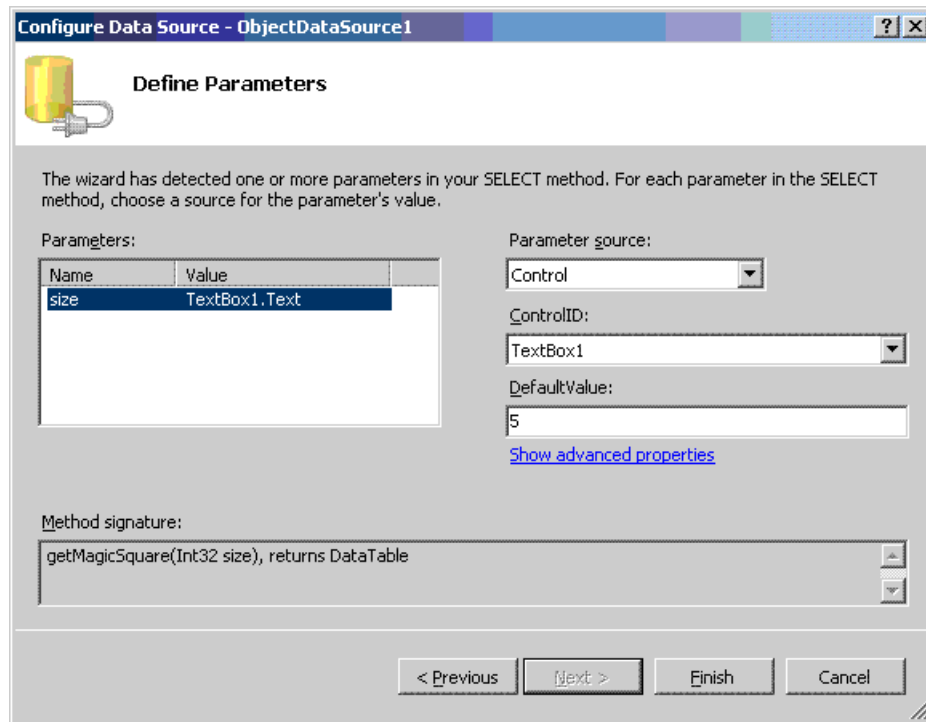 Configure Data Source - ObjectDataSource1
Define Parameters
The wizard has detected one or more parameters in your SELECT method. For each parameter in the SELECT
method, choose a source for the parameter's value.
Parameters:
Name Value
size TextBox1.Text
Parameter source:
Control
ControlID:
TextBox1
DefaultValue:
5
Show advanced properties
Method signature:
getMagicSquare(Int32 size), returns DataTable
< Previous Next > Finish Cancel